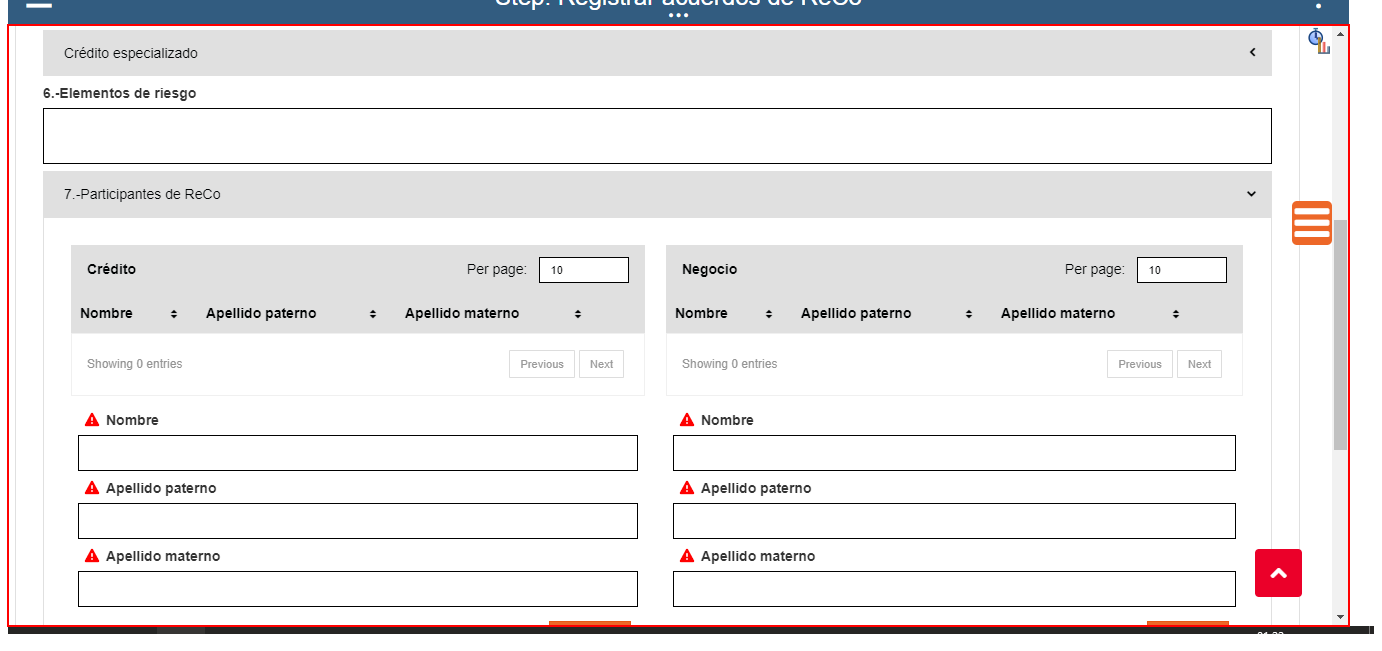 Step: Registrar acuerdos de ReCo
Crédito especializado
6.-Elementos de riesgo
7.-Participantes de ReCo
Crédito Per page: 10
Nombre Apellido paterno Apellido materno
Showing 0 entries Previous Next
Nombre
Apellido paterno
Apellido materno
Negocio Per page: 10
Nombre Apellido paterno Apellido materno
Showing 0 entries Previous Next
Nombre
Apellido paterno
Apellido materno